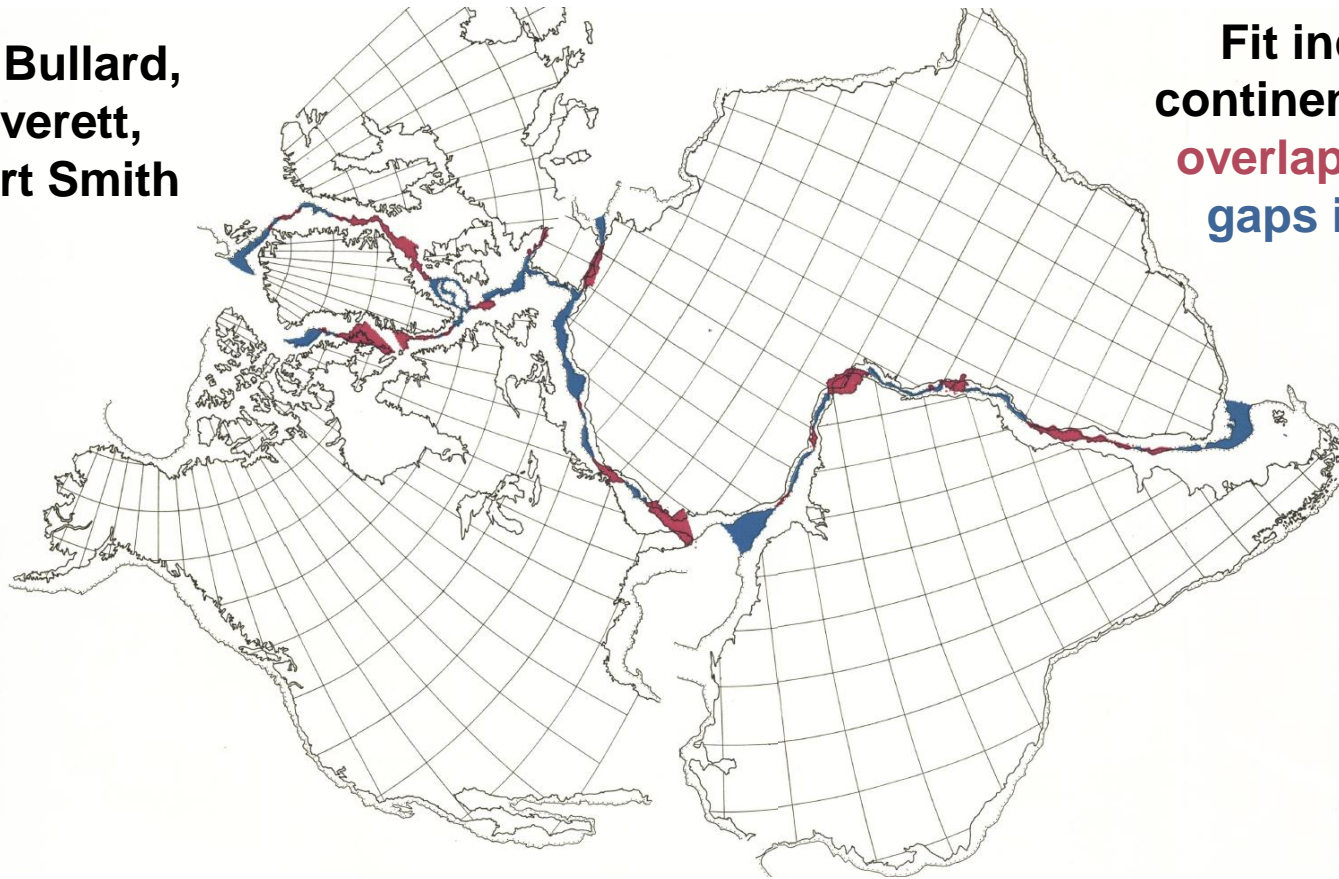 Bullard,
verett,
rt Smith
Fit inc
continen
overlap
gaps i